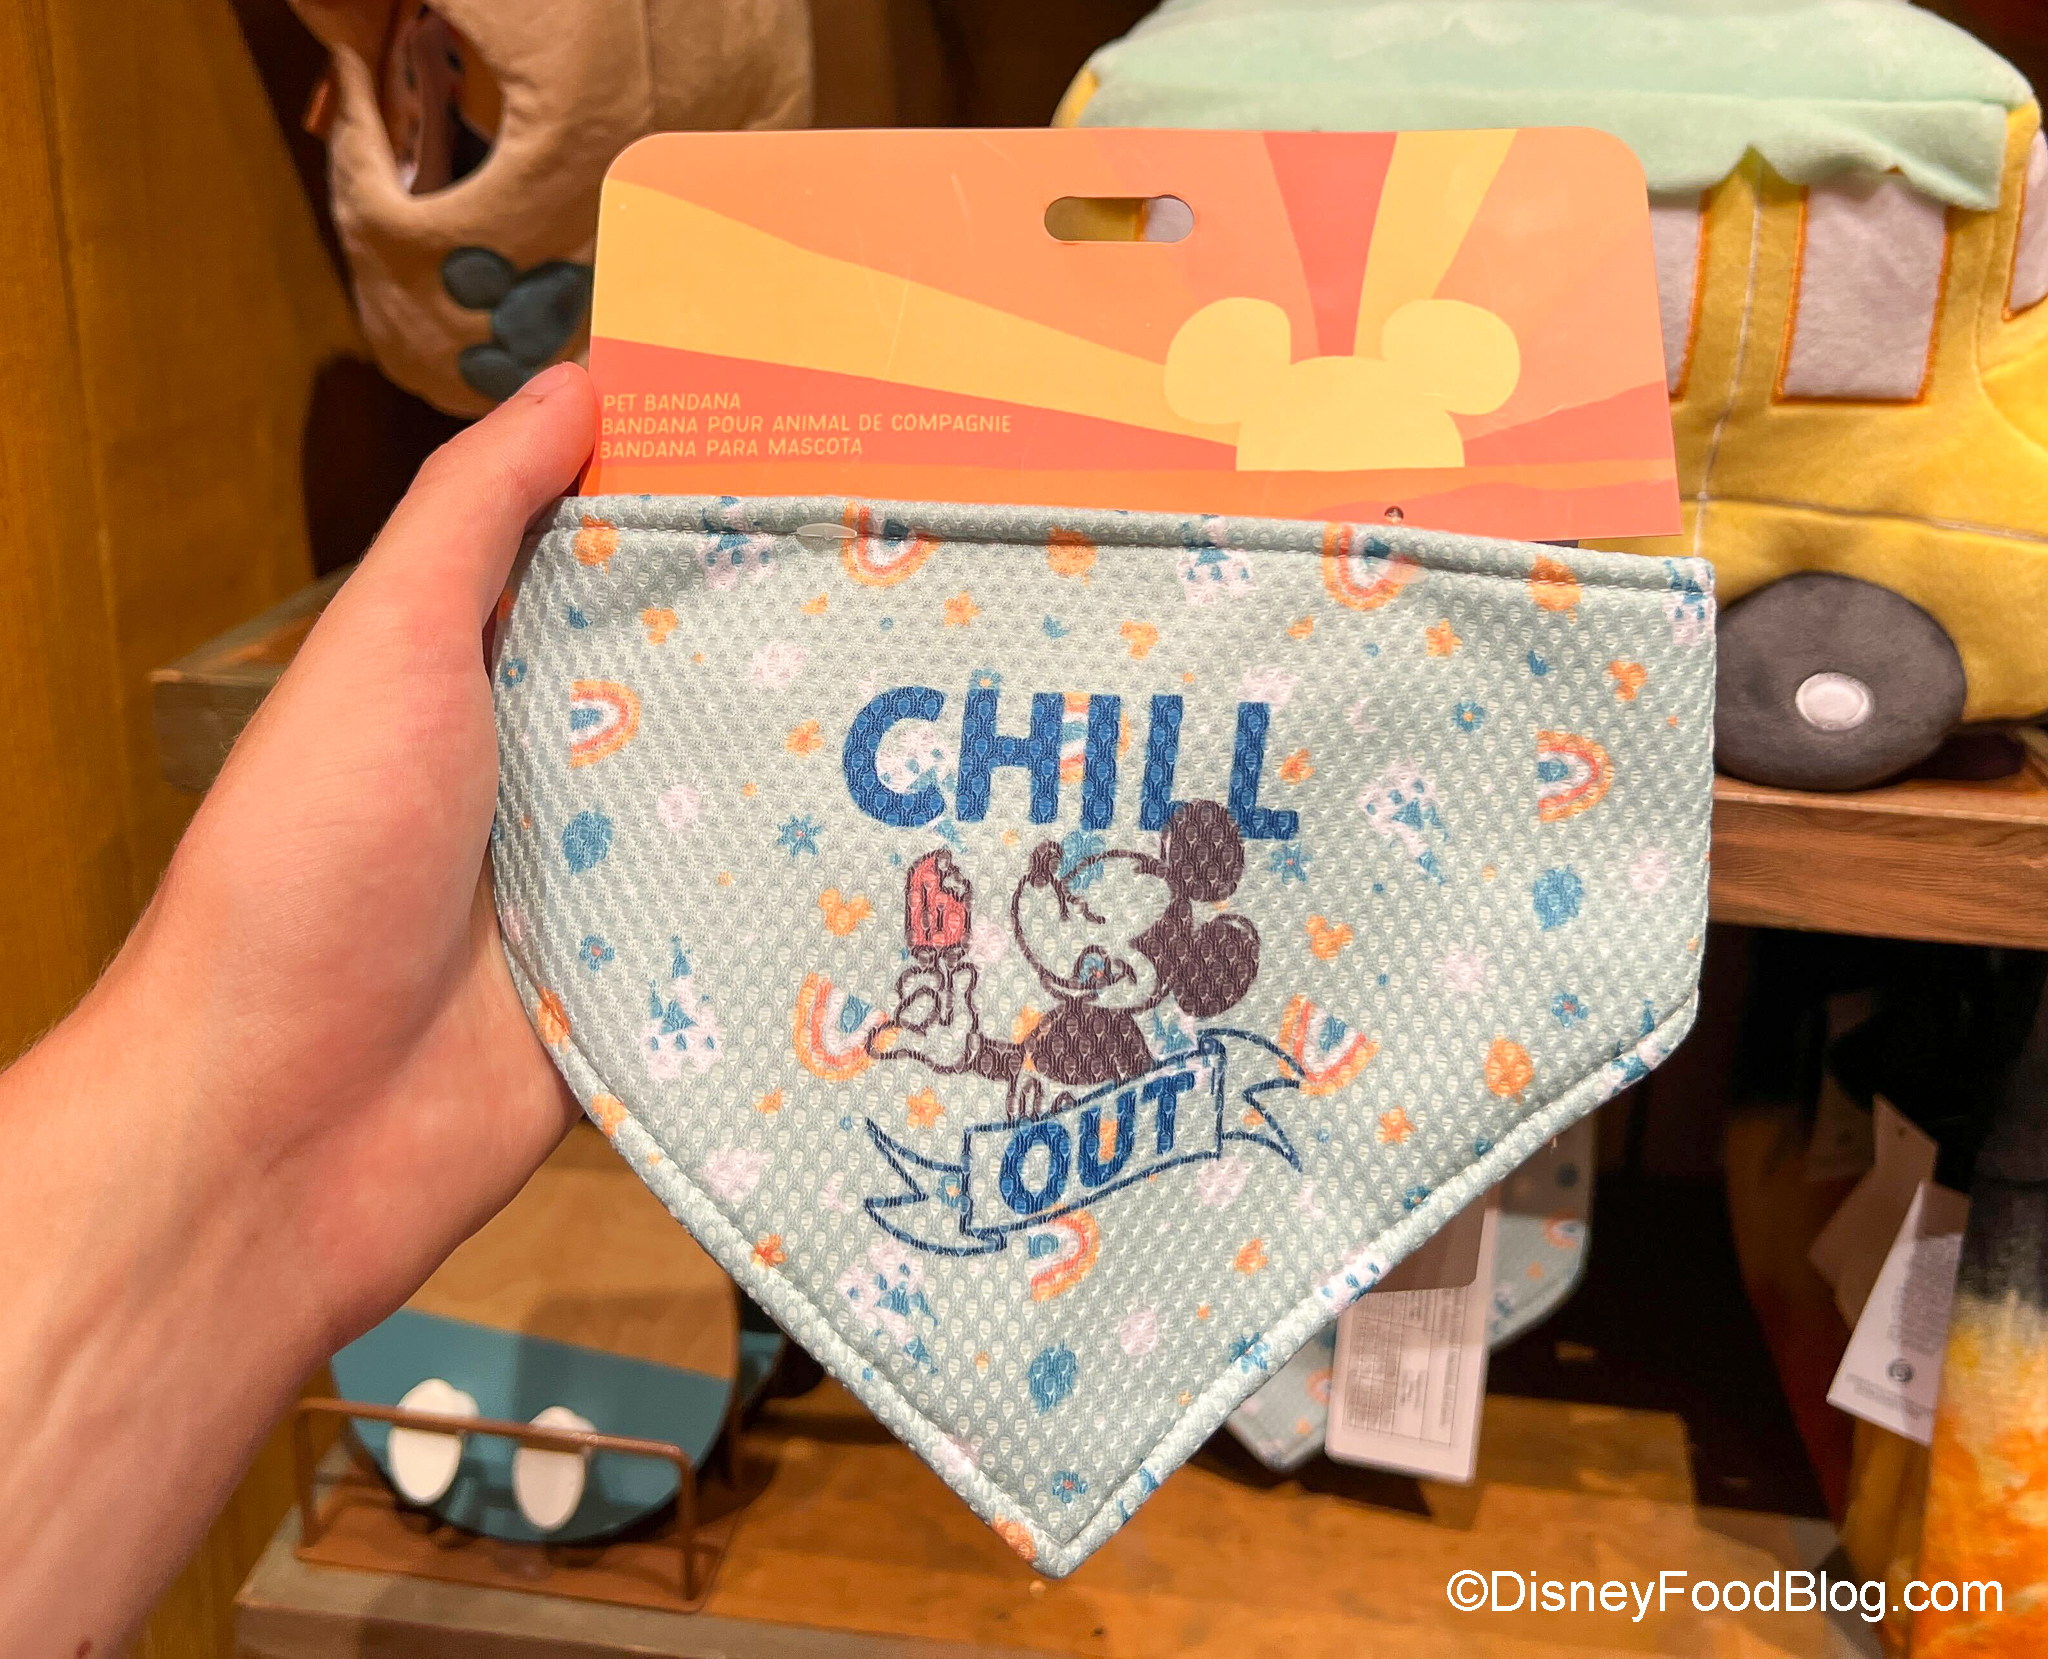 PET BANDANA
BANDANA POUR ANIMAL DE COMPAGNIE
BANDANA PARA MASCOTA
CHILL
OUT
©DisneyFoodBlog.com